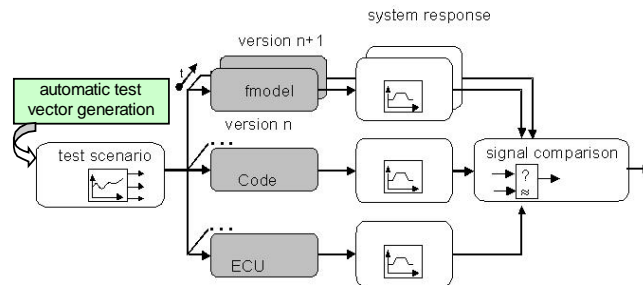 system response
version n+1
t
automatic test
vector generation
fmodel
version n
test scenario
Code
signal comparison
?
≈
ECU